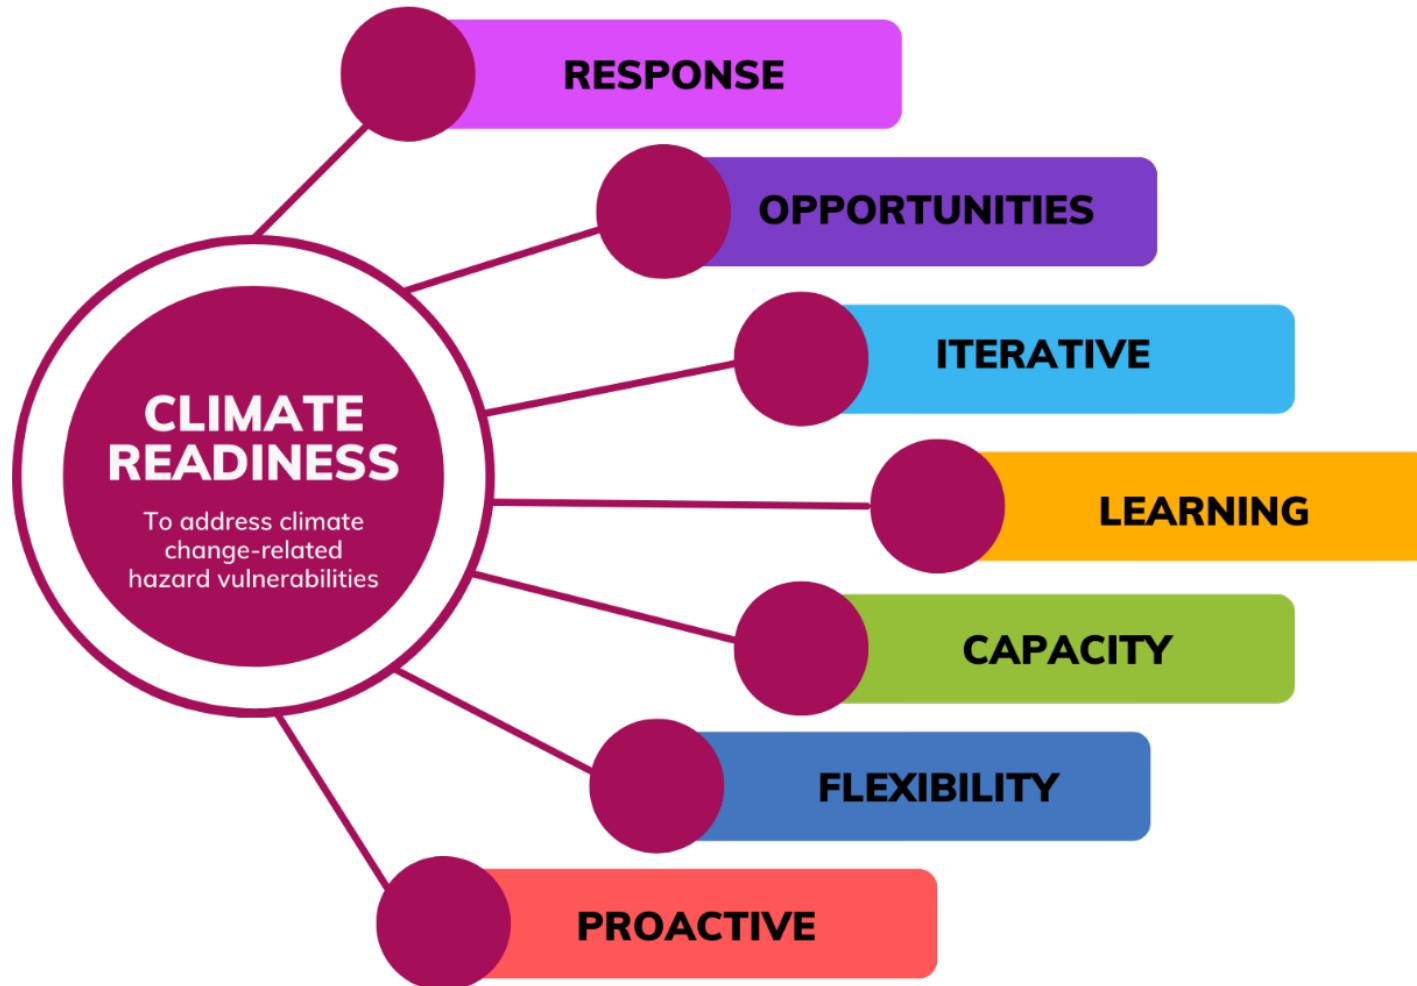 RESPONSE
OPPORTUNITIES
ITERATIVE
CLIMATE
READINESS
To address climate
change-related
hazard vulnerabilities
LEARNING
CAPACITY
FLEXIBILITY
PROACTIVE